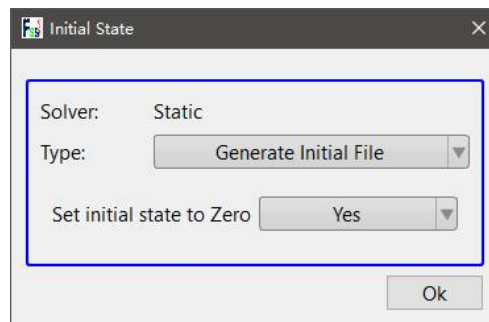 Initial State
Solver: Static
Type: Generate Initial File
Set initial state to Zero Yes
Ok